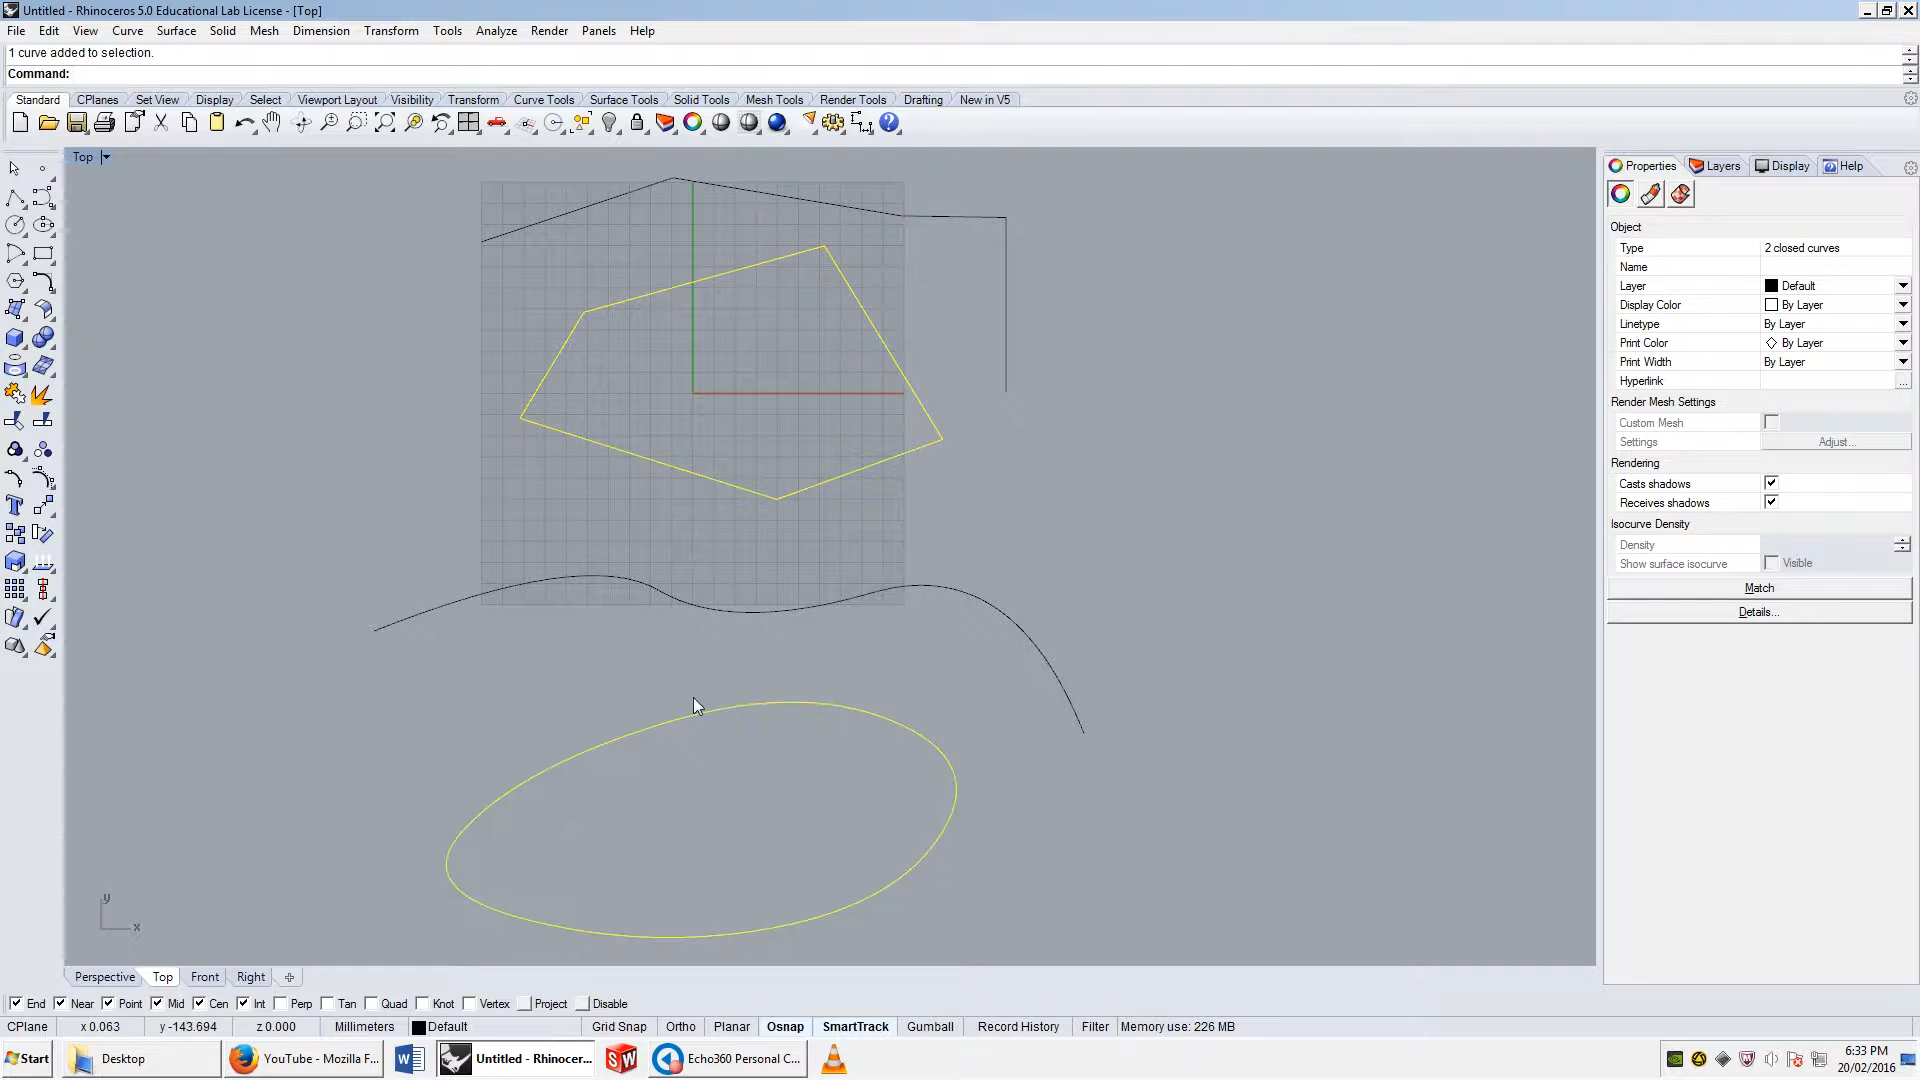 Untitled - Rhinoceros 5.0 Educational Lab License - [Top]
File Edit View Curve Surface Solid Mesh Dimension Transform Tools Analyze Render Panels Help
1 curve added to selection.
Command:
Standard CPlanes Set View Display Select Viewport Layout Visibility Transform Curve Tools Surface Tools Solid Tools Mesh Tools Render Tools Drafting New in V5
Top
Properties Layers Display Help
Object
Type 2 closed curves
Name
Layer Default
Display Color By Layer
Linetype By Layer
Print Color By Layer
Print Width By Layer
Hyperlink ...
Render Mesh Settings
Custom Mesh
Settings Adjust...
Rendering
Casts shadows
Receives shadows
Isocurve Density
Density
Show surface isocurve Visible
Match
Details...
y
x
Perspective Top Front Right
End Near Point Mid Cen Int Perp Tan Quad Knot Vertex Project Disable
CPlane x 0.063 y -143.694 z 0.000 Millimeters Default Grid Snap Ortho Planar Osnap SmartTrack Gumball Record History Filter Memory use: 226 MB
Start Desktop YouTube - Mozilla F... Untitled - Rhinocer... Echo360 Personal C... 6:33 PM
20/02/2016